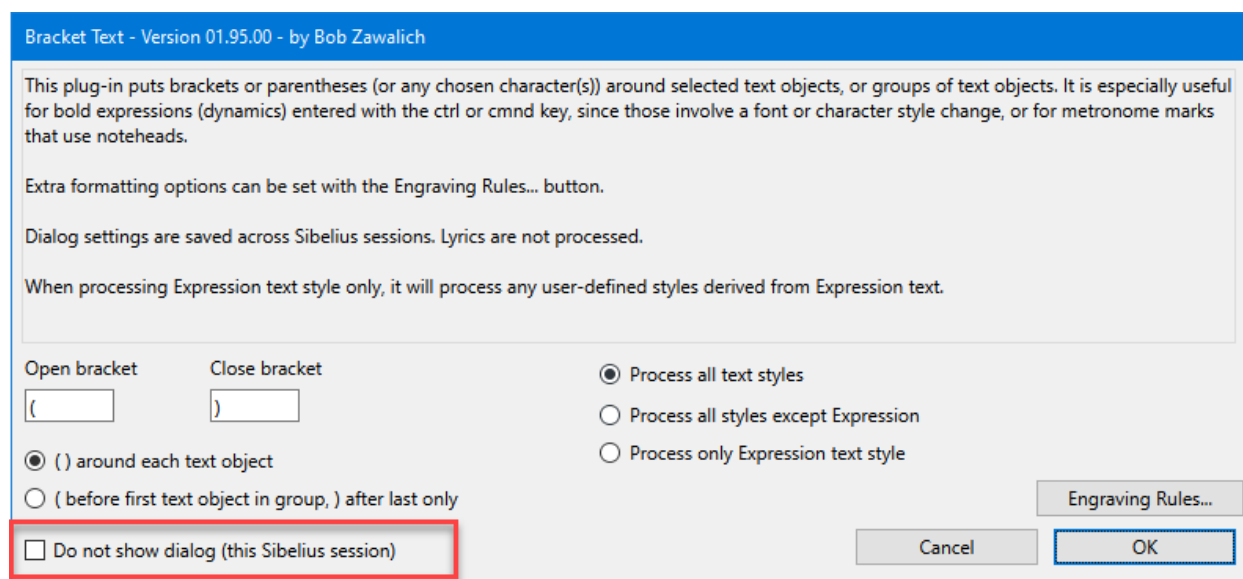 Bracket Text - Version 01.95.00 - by Bob Zawalich
This plug-in puts brackets or parentheses (or any chosen character(s)) around selected text objects, or groups of text objects. It is especially useful
for bold expressions (dynamics) entered with the ctrl or cmnd key, since those involve a font or character style change, or for metronome marks
that use noteheads.
Extra formatting options can be set with the Engraving Rules... button.
Dialog settings are saved across Sibelius sessions. Lyrics are not processed.
When processing Expression text style only, it will process any user-defined styles derived from Expression text.
Open bracket
Close bracket
(
)
( ) around each text object
( before first text object in group, ) after last only
Do not show dialog (this Sibelius session)
Process all text styles
Process all styles except Expression
Process only Expression text style
Engraving Rules...
Cancel
OK